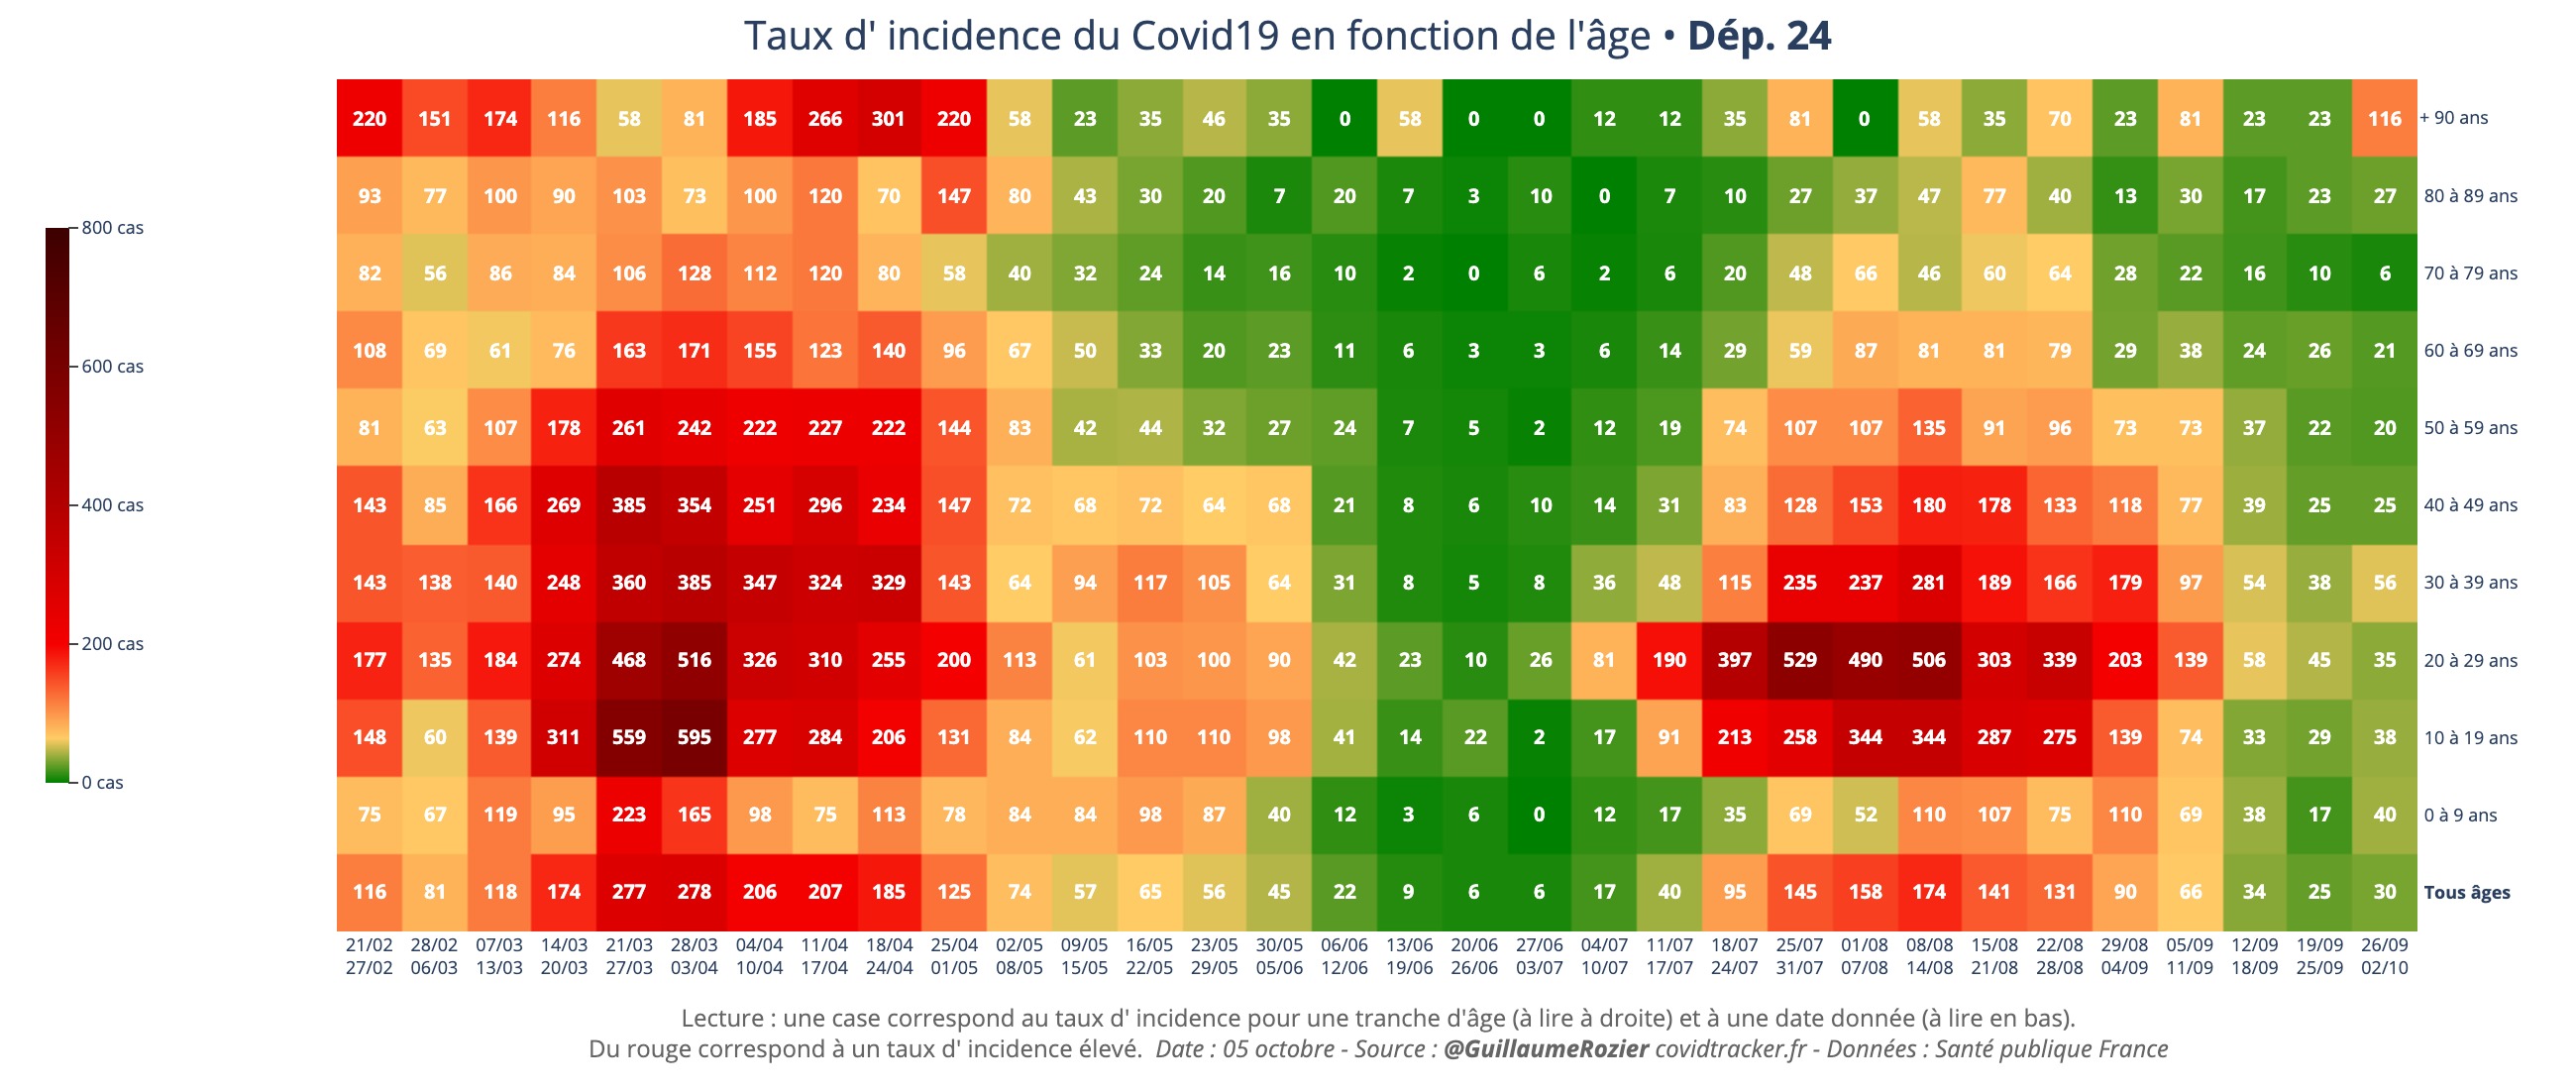 Taux d' incidence du Covid19 en fonction de l'âge • Dép. 24
220 151 174 116 58 81 185 266 301 220 58 23 35 46 35 0 58 0 0 12 12 35 81 0 58 35 70 23 81 23 23 116 + 90 ans
93 77 100 90 103 73 100 120 70 147 80 43 30 20 7 20 7 3 10 0 7 10 27 37 47 77 40 13 30 17 23 27 80 à 89 ans
800 cas
82 56 86 84 106 128 112 120 80 58 40 32 24 14 16 10 2 0 6 2 6 20 48 66 46 60 64 28 22 16 10 6 70 à 79 ans
108 69 61 76 163 171 155 123 140 96 67 50 33 20 23 11 6 3 3 6 14 29 59 87 81 81 79 29 38 24 26 21 60 à 69 ans
600 cas
81 63 107 178 261 242 222 227 222 144 83 42 44 32 27 24 7 5 2 12 19 74 107 107 135 91 96 73 73 37 22 20 50 à 59 ans
400 cas
143 85 166 269 385 354 251 296 234 147 72 68 72 64 68 21 8 6 10 14 31 83 128 153 180 178 133 118 77 39 25 25 40 à 49 ans
143 138 140 248 360 385 347 324 329 143 64 94 117 105 64 31 8 5 8 36 48 115 235 237 281 189 166 179 97 54 38 56 30 à 39 ans
200 cas
177 135 184 274 468 516 326 310 255 200 113 61 103 100 90 42 23 10 26 81 190 397 529 490 506 303 339 203 139 58 45 35 20 à 29 ans
148 60 139 311 559 595 277 284 206 131 84 62 110 110 98 41 14 22 2 17 91 213 258 344 344 287 275 139 74 33 29 38 10 à 19 ans
0 cas
75 67 119 95 223 165 98 75 113 78 84 84 98 87 40 12 3 6 0 12 17 35 69 52 110 107 75 110 69 38 17 40 0 à 9 ans
116 81 118 174 277 278 206 207 185 125 74 57 65 56 45 22 9 6 6 17 40 95 145 158 174 141 131 90 66 34 25 30 Tous âges
21/02 28/02 07/03 14/03 21/03 28/03 04/04 11/04 18/04 25/04 02/05 09/05 16/05 23/05 30/05 06/06 13/06 20/06 27/06 04/07 11/07 18/07 25/07 01/08 08/08 15/08 22/08 29/08 05/09 12/09 19/09 26/09
27/02 06/03 13/03 20/03 27/03 03/04 10/04 17/04 24/04 01/05 08/05 15/05 22/05 29/05 05/06 12/06 19/06 26/06 03/07 10/07 17/07 24/07 31/07 07/08 14/08 21/08 28/08 04/09 11/09 18/09 25/09 02/10
Lecture : une case correspond au taux d' incidence pour une tranche d'âge (à lire à droite) et à une date donnée (à lire en bas).
Du rouge correspond à un taux d' incidence élevé. Date : 05 octobre - Source : @GuillaumeRozier covidtracker.fr - Données : Santé publique France